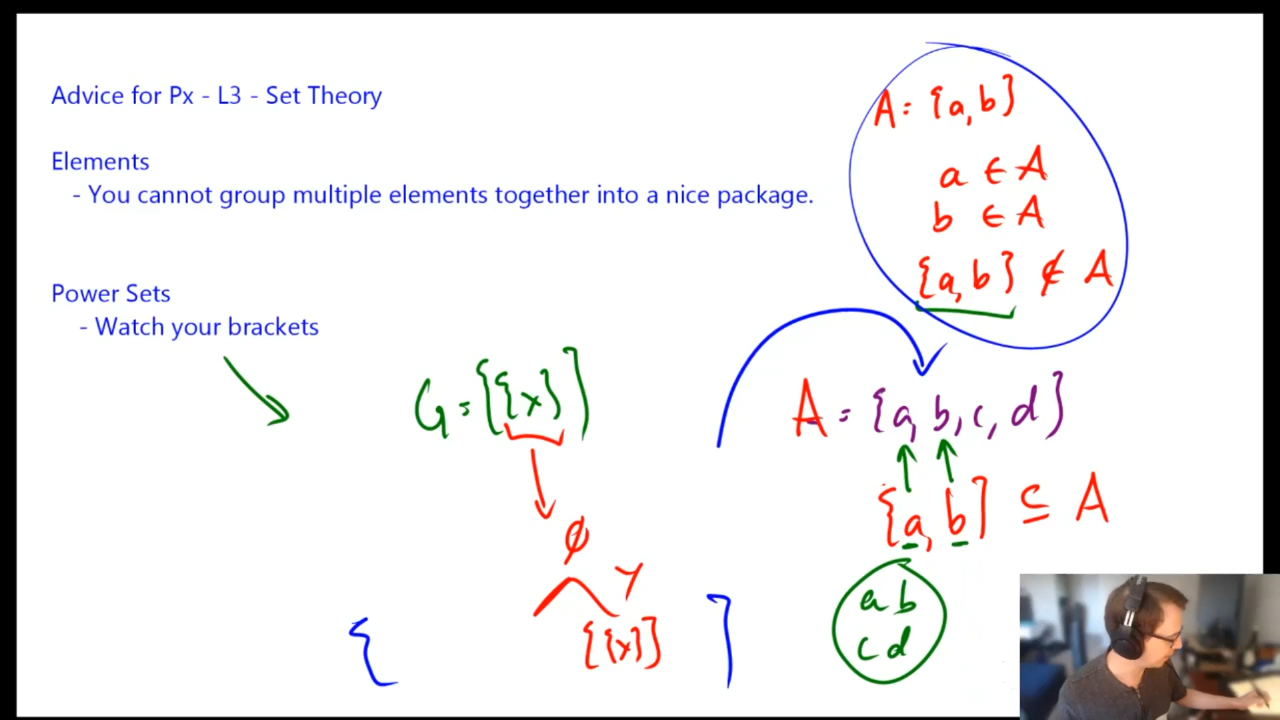 Advice for Px - L3 - Set Theory
Elements
- You cannot group multiple elements together into a nice package.
Power Sets
- Watch your brackets
A = {a, b}
a ∈ A
b ∈ A
{a, b} ∉ A
G = {{x}}
∅
Y
{{x}}
{ }
A = {a, b, c, d}
{a, b} ⊆ A
a b
c d